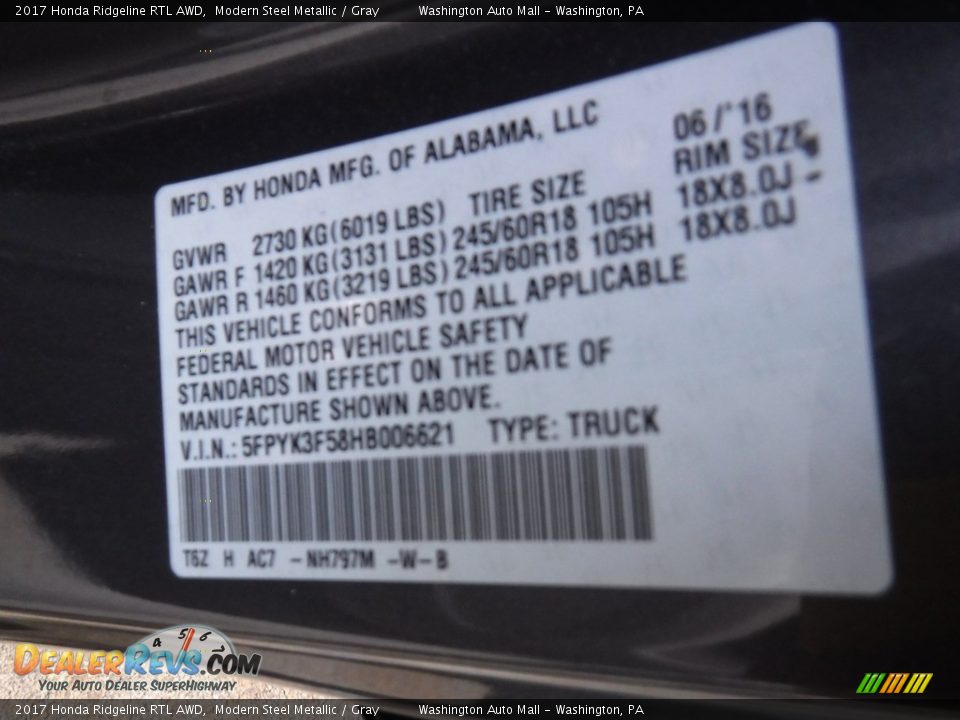 2017 Honda Ridgeline RTL AWD, Modern Steel Metallic / Gray Washington Auto Mall - Washington, PA
MFD. BY HONDA MFG. OF ALABAMA, LLC 06/'16
GVWR 2730 KG(6019 LBS) TIRE SIZE RIM SIZE
GAWR F 1420 KG(3131 LBS) 245/60R18 105H 18X8.0J -
GAWR R 1460 KG(3219 LBS) 245/60R18 105H 18X8.0J
THIS VEHICLE CONFORMS TO ALL APPLICABLE
FEDERAL MOTOR VEHICLE SAFETY
STANDARDS IN EFFECT ON THE DATE OF
MANUFACTURE SHOWN ABOVE.
V.I.N.: 5FPYK3F58HB006621 TYPE: TRUCK
T6Z H AC7 -NH797M -W-B
4 5 6
DEALERREVS.COM
YOUR AUTO DEALER SUPERHIGHWAY
2017 Honda Ridgeline RTL AWD, Modern Steel Metallic / Gray Washington Auto Mall - Washington, PA